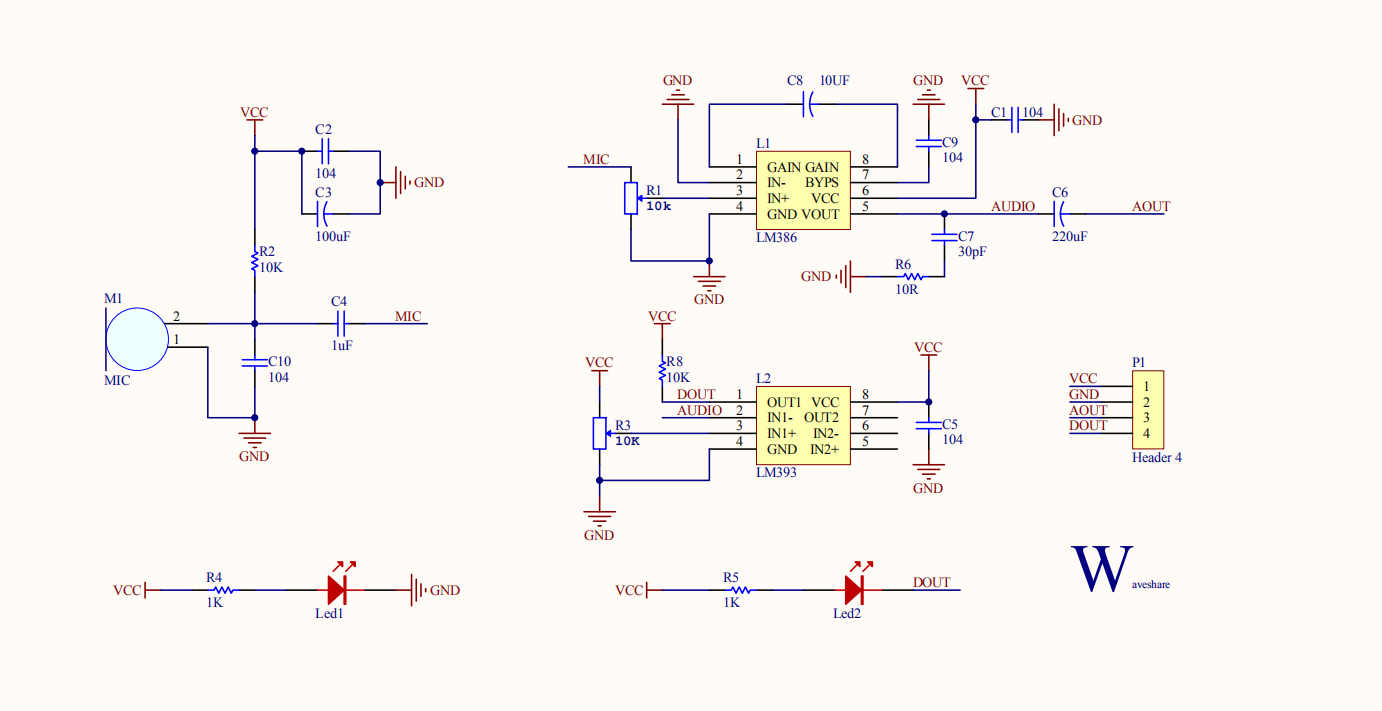 VCC
C2
104
GND
C3
100uF
R2
10K
M1
2
1
MIC
C4
MIC
1uF
C10
104
GND
GND
C8 10UF
GND
VCC
C1 104
GND
C9
104
MIC
R1
10k
L1
1 GAIN GAIN 8
2 IN- BYPS 7
3 IN+ VCC 6
4 GND VOUT 5
LM386
GND
AUDIO
C6
AOUT
220uF
C7
30pF
GND
R6
10R
VCC
R8
10K
VCC
R3
10K
DOUT
AUDIO
L2
1 OUT1 VCC 8
2 IN1- OUT2 7
3 IN1+ IN2- 6
4 GND IN2+ 5
LM393
GND
VCC
C5
104
GND
P1
VCC 1
GND 2
AOUT 3
DOUT 4
Header 4
VCC
R4
1K
Led1
GND
VCC
R5
1K
Led2
DOUT
W
aveshare